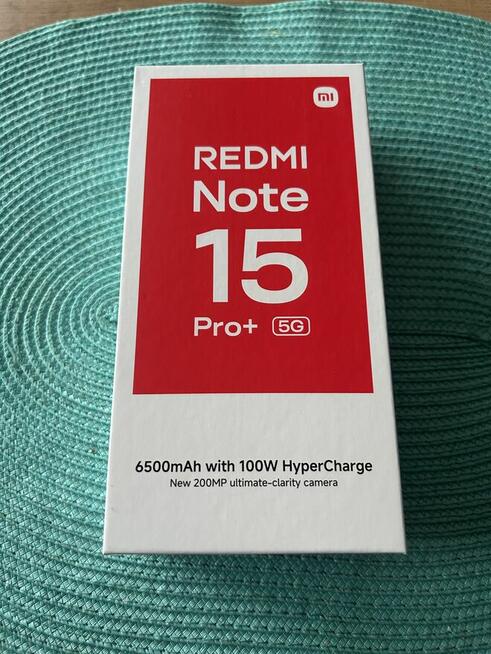 mi
REDMI
Note
15
Pro+ 5G
6500mAh with 100W HyperCharge
New 200MP ultimate-clarity camera